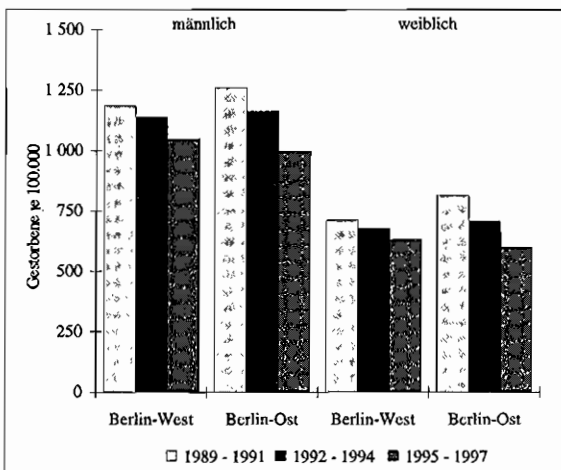 männlich weiblich
1 500
1 250
1 000
750
500
250
0
Gestorbene je 100.000
Berlin-West Berlin-Ost Berlin-West Berlin-Ost
1989 - 1991 1992 - 1994 1995 - 1997